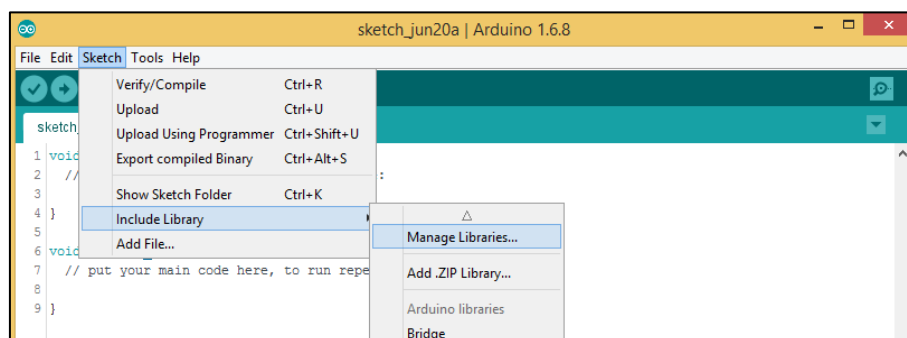 sketch_jun20a | Arduino 1.6.8
File Edit Sketch Tools Help
Verify/Compile Ctrl+R
Upload Ctrl+U
Upload Using Programmer Ctrl+Shift+U
Export compiled Binary Ctrl+Alt+S
Show Sketch Folder Ctrl+K
Include Library
Add File...
Manage Libraries...
Add .ZIP Library...
Arduino libraries
Bridge
sketch_
1 void
2 // :
3
4 }
5
6 void
7 // put your main code here, to run repe
8
9 }